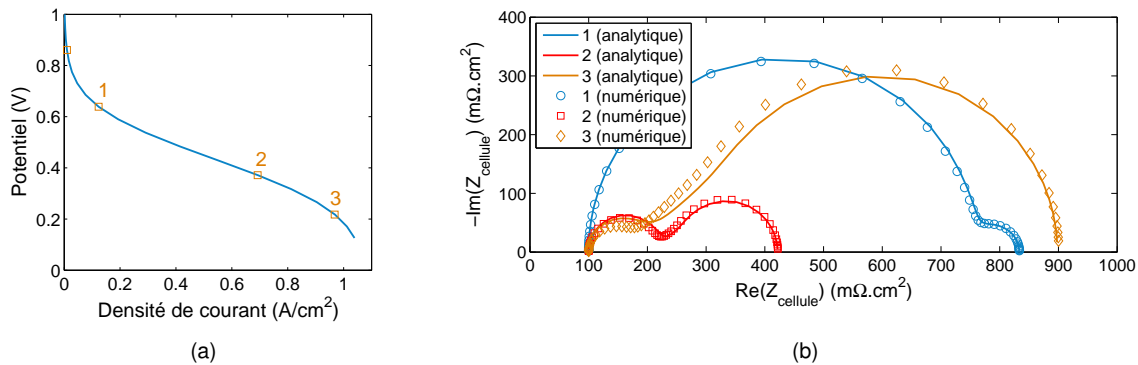 1
0.8
0.6
0.4
0.2
0
Potentiel (V)
1
2
3
0
0.2
0.4
0.6
0.8
1
Densité de courant (A/cm²)
(a)
400
300
200
100
0
−Im(Z_cellule) (mΩ.cm²)
1 (analytique)
2 (analytique)
3 (analytique)
1 (numérique)
2 (numérique)
3 (numérique)
0
100
200
300
400
500
600
700
800
900
1000
Re(Z_cellule) (mΩ.cm²)
(b)